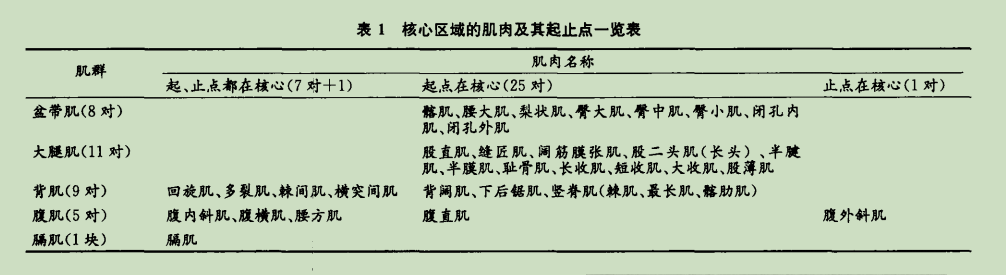 表 1 核心区域的肌肉及其起止点一览表
肌群 肌肉名称
起、止点都在核心(7 对+1) 起点在核心(25 对) 止点在核心(1 对)
盆带肌(8 对) 髂肌、腰大肌、梨状肌、臀大肌、臀中肌、臀小肌、闭孔内
肌、闭孔外肌
大腿肌(11 对) 股直肌、缝匠肌、阔筋膜张肌、股二头肌(长头)、半腱
肌、半膜肌、耻骨肌、长收肌、短收肌、大收肌、股薄肌
背肌(9 对) 回旋肌、多裂肌、棘间肌、横突间肌 背阔肌、下后锯肌、竖脊肌(棘肌、最长肌、髂肋肌)
腹肌(5 对) 腹内斜肌、腹横肌、腰方肌 腹直肌 腹外斜肌
膈肌(1 块) 膈肌